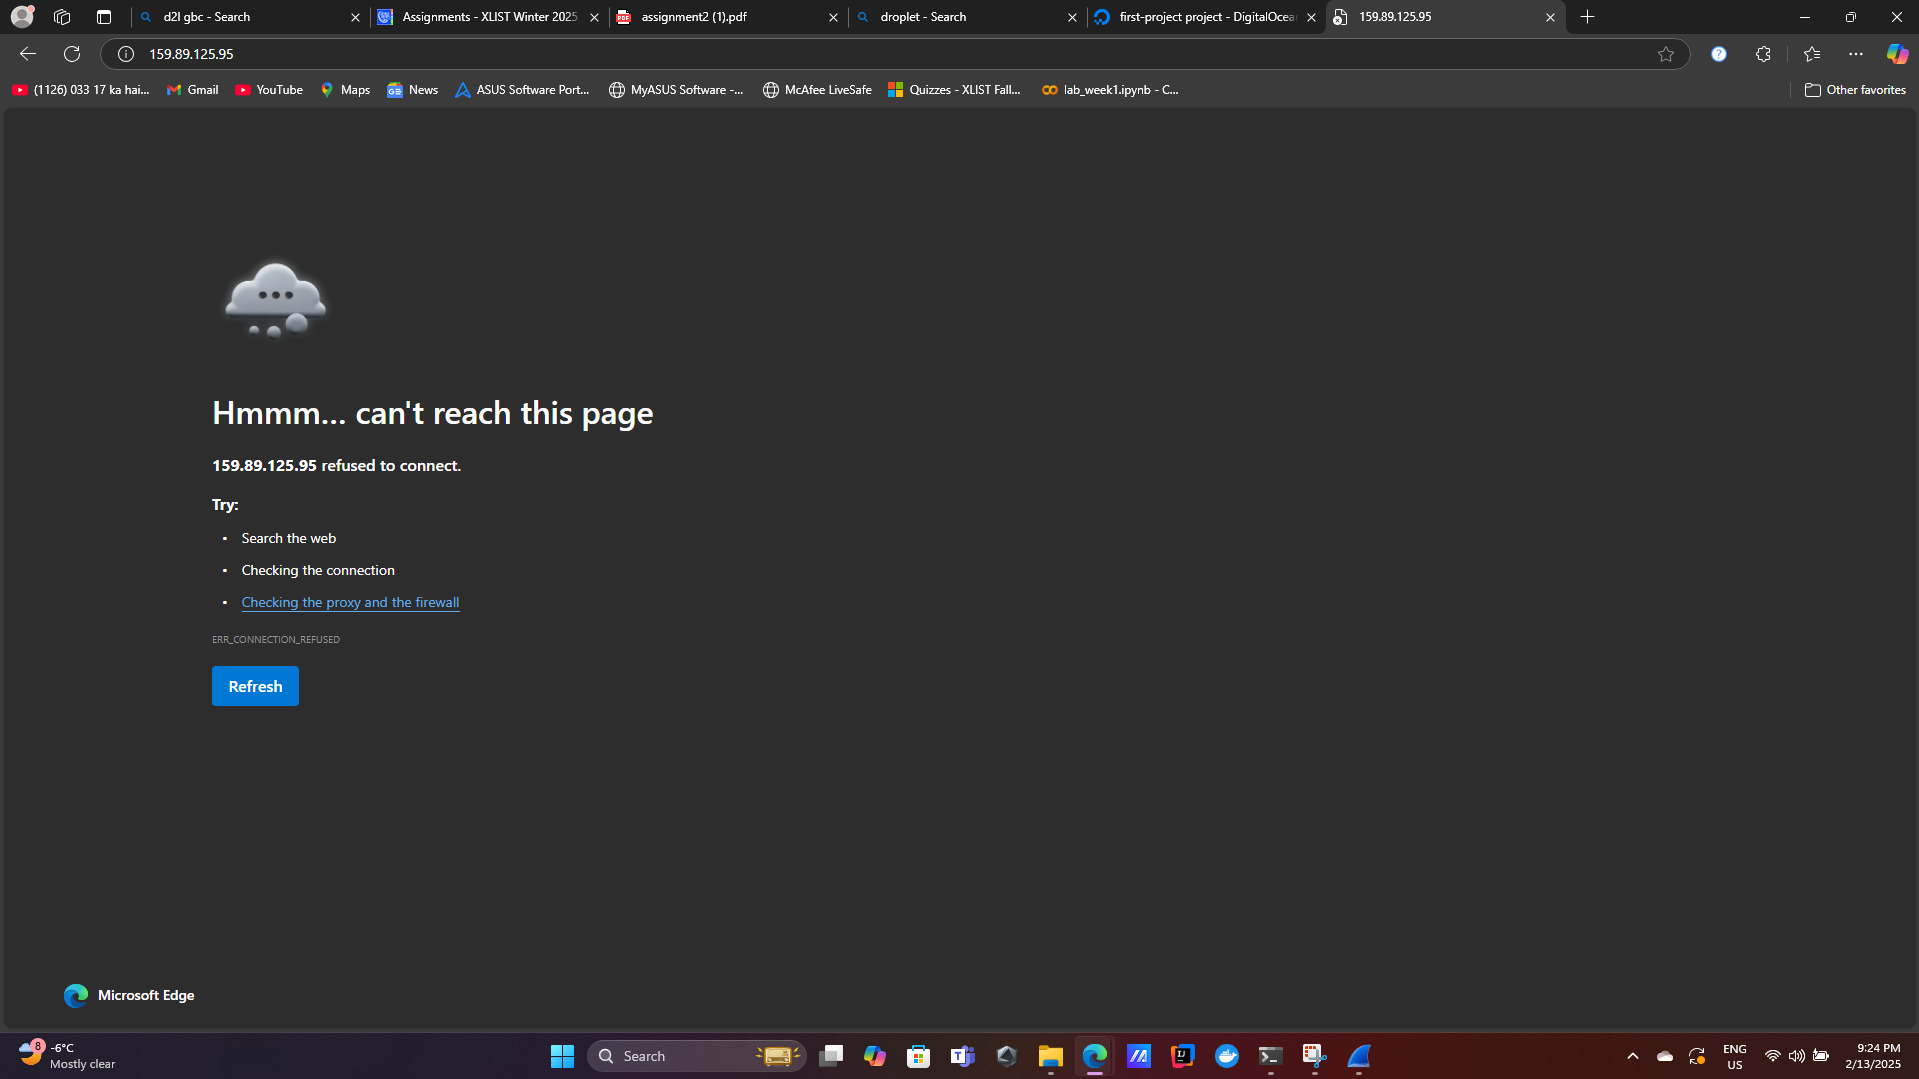 d2l gbc - Search
Assignments - XLIST Winter 2025
assignment2 (1).pdf
droplet - Search
first-project project - DigitalOcean
159.89.125.95
159.89.125.95
(1126) 033 17 ka hai...
Gmail
YouTube
Maps
News
ASUS Software Port...
MyASUS Software -...
McAfee LiveSafe
Quizzes - XLIST Fall...
lab_week1.ipynb - C...
Other favorites
Hmmm... can't reach this page
159.89.125.95 refused to connect.
Try:
• Search the web
• Checking the connection
• Checking the proxy and the firewall
ERR_CONNECTION_REFUSED
Refresh
Microsoft Edge
8
-6°C
Mostly clear
Search
ENG
US
9:24 PM
2/13/2025